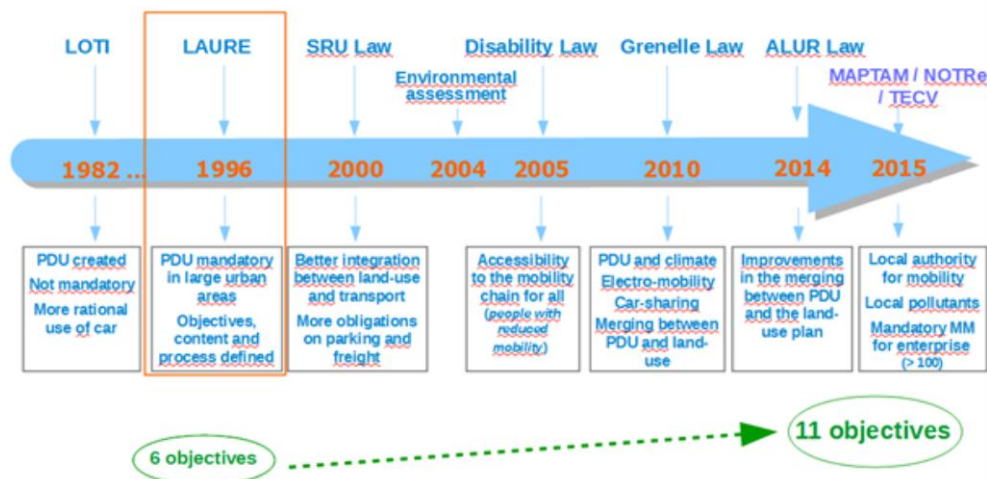 LOTI
LAURE
SRU Law
Environmental
assessment
Disability Law
Grenelle Law
ALUR Law
MAPTAM / NOTRe
/ TECV
1982 ...
1996
2000
2004
2005
2010
2014
2015
PDU created
Not mandatory
More rational
use of car
PDU mandatory
in large urban
areas
Objectives,
content and
process defined
Better integration
between land-use
and transport
More obligations
on parking and
freight
Accessibility
to the mobility
chain for all
(people with
reduced
mobility)
PDU and climate
Electro-mobility
Car-sharing
Merging between
PDU and land-
use
Improvements
in the merging
between PDU
and the land-
use plan
Local authority
for mobility
Local pollutants
Mandatory MM
for enterprise
(> 100)
6 objectives
11 objectives